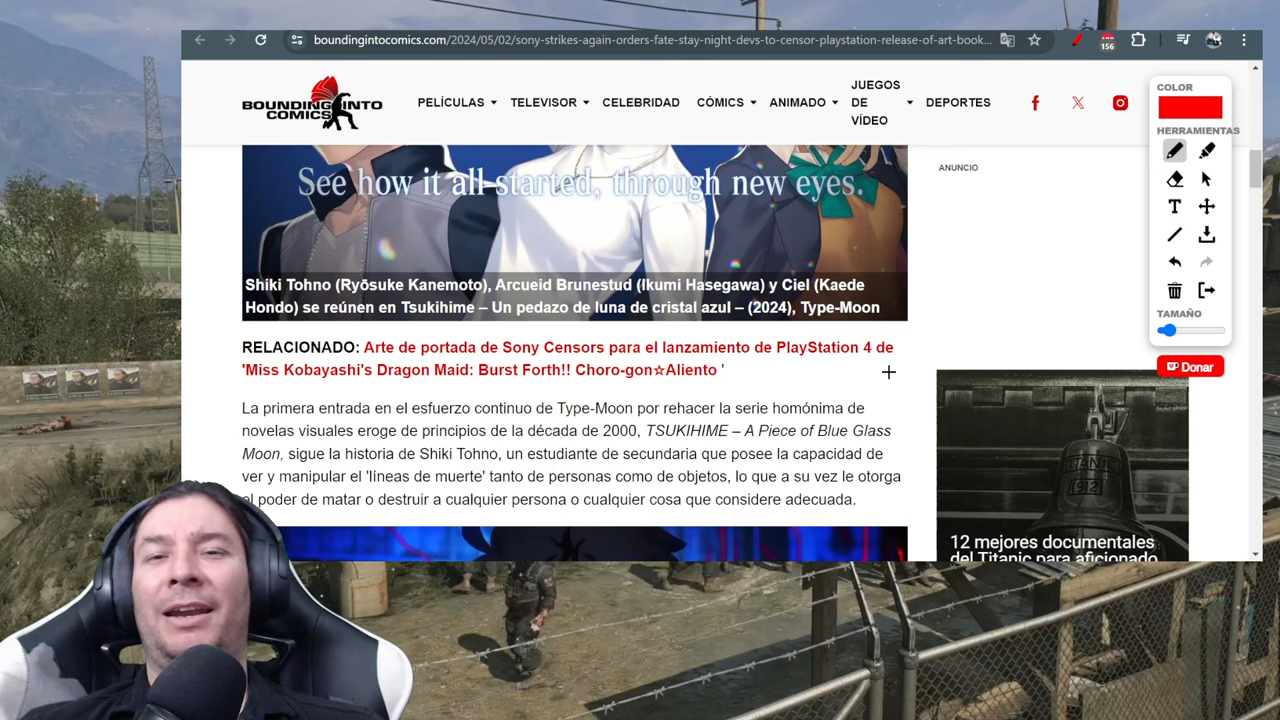 boundingintocomics.com/2024/05/02/sony-strikes-again-orders-fate-stay-night-devs-to-censor-playstation-release-of-art-book...
156
BOUNDING INTO
COMICS
PELÍCULAS
TELEVISOR
CELEBRIDAD
CÓMICS
ANIMADO
JUEGOS
DE
VÍDEO
DEPORTES
COLOR
HERRAMIENTAS
T
TAMAÑO
Donar
See how it all started, through new eyes.
Shiki Tohno (Ryōsuke Kanemoto), Arcueid Brunestud (Ikumi Hasegawa) y Ciel (Kaede
Hondo) se reúnen en Tsukihime – Un pedazo de luna de cristal azul – (2024), Type-Moon
RELACIONADO: Arte de portada de Sony Censors para el lanzamiento de PlayStation 4 de
'Miss Kobayashi's Dragon Maid: Burst Forth!! Choro-gon☆Aliento '
La primera entrada en el esfuerzo continuo de Type-Moon por rehacer la serie homónima de
novelas visuales eroge de principios de la década de 2000, TSUKIHIME – A Piece of Blue Glass
Moon, sigue la historia de Shiki Tohno, un estudiante de secundaria que posee la capacidad de
ver y manipular el 'líneas de muerte' tanto de personas como de objetos, lo que a su vez le otorga
el poder de matar o destruir a cualquier persona o cualquier cosa que considere adecuada.
ANUNCIO
TITANIC
1912
12 mejores documentales
del Titanic para aficionado